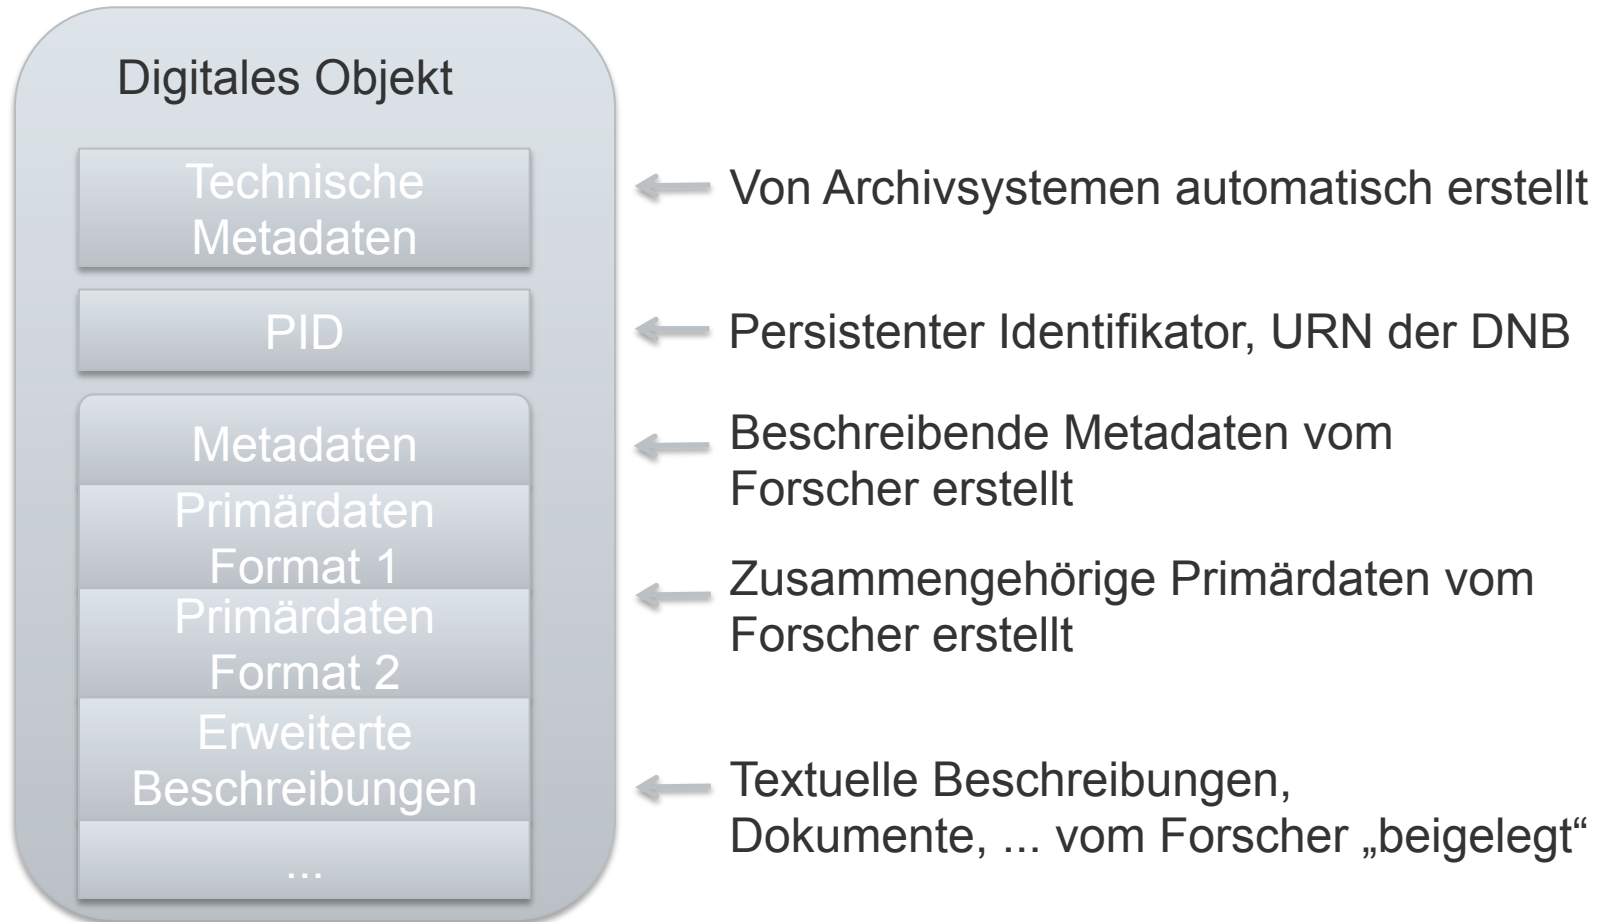 Digitales Objekt
Technische
Metadaten
Von Archivsystemen automatisch erstellt
PID
Persistenter Identifikator, URN der DNB
Metadaten
Beschreibende Metadaten vom
Forscher erstellt
Primärdaten
Format 1
Primärdaten
Format 2
Zusammengehörige Primärdaten vom
Forscher erstellt
Erweiterte
Beschreibungen
Textuelle Beschreibungen,
Dokumente, ... vom Forscher „beigelegt“
...